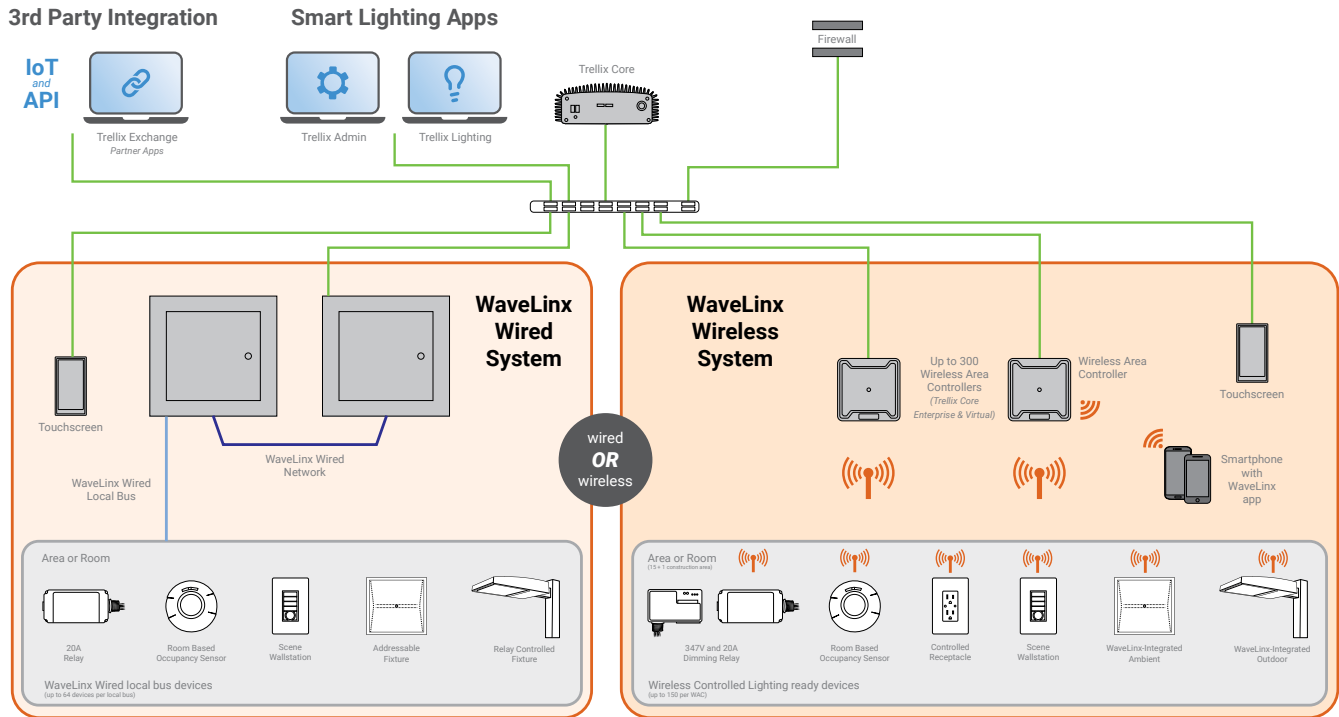 3rd Party Integration
Smart Lighting Apps
Firewall
IoT
and
API
Trellix Core
Trellix Exchange
Partner Apps
Trellix Admin
Trellix Lighting
WaveLinx
Wired
System
WaveLinx
Wireless
System
Touchscreen
WaveLinx Wired
Network
WaveLinx Wired
Local Bus
wired
OR
wireless
Up to 300
Wireless Area
Controllers
(Trellix Core
Enterprise & Virtual)
Wireless Area
Controller
Touchscreen
Smartphone
with
WaveLinx
app
Area or Room
20A
Relay
Room Based
Occupancy Sensor
Scene
Wallstation
Addressable
Fixture
Relay Controlled
Fixture
WaveLinx Wired local bus devices
(up to 64 devices per local bus)
Area or Room
(15 + 1 construction area)
347V and 20A
Dimming Relay
Room Based
Occupancy Sensor
Controlled
Receptacle
Scene
Wallstation
WaveLinx-Integrated
Ambient
WaveLinx-Integrated
Outdoor
Wireless Controlled Lighting ready devices
(up to 150 per WAC)